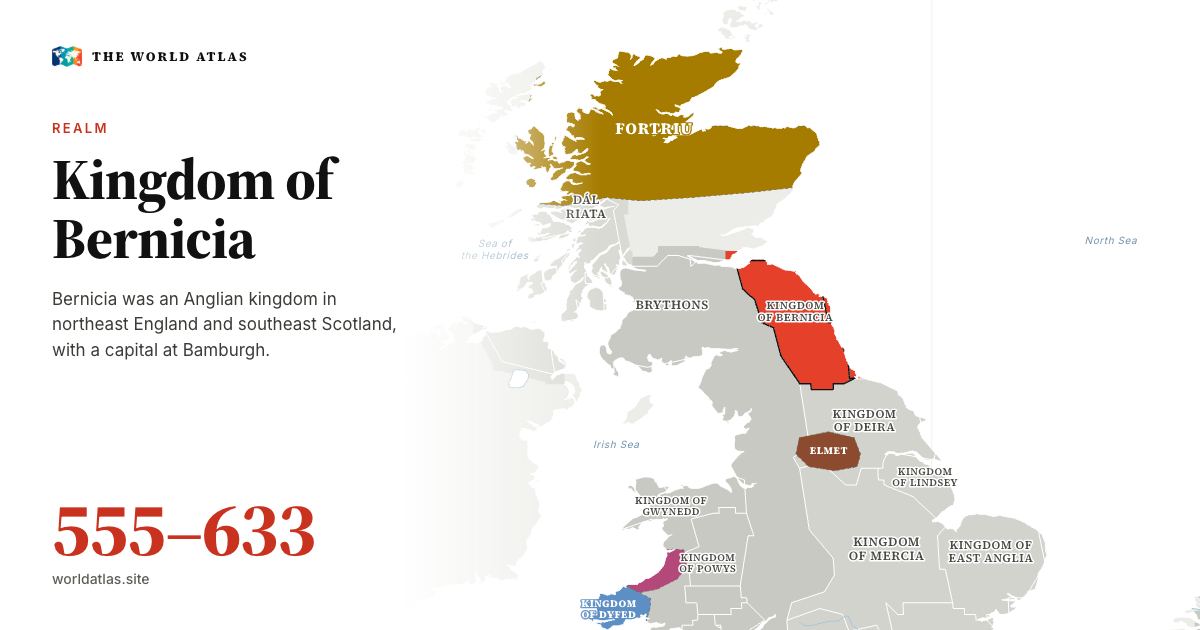 THE WORLD ATLAS
REALM
Kingdom of
Bernicia
Bernicia was an Anglian kingdom in
northeast England and southeast Scotland,
with a capital at Bamburgh.
555–633
worldatlas.site
FORTRIU
DÁL
RIATA
Sea of
the Hebrides
North Sea
BRYTHONS
KINGDOM
OF BERNICIA
KINGDOM
OF DEIRA
Irish Sea
ELMET
KINGDOM
OF LINDSEY
KINGDOM OF
GWYNEDD
KINGDOM
OF POWYS
KINGDOM
OF MERCIA
KINGDOM OF
EAST ANGLIA
KINGDOM
OF DYFED